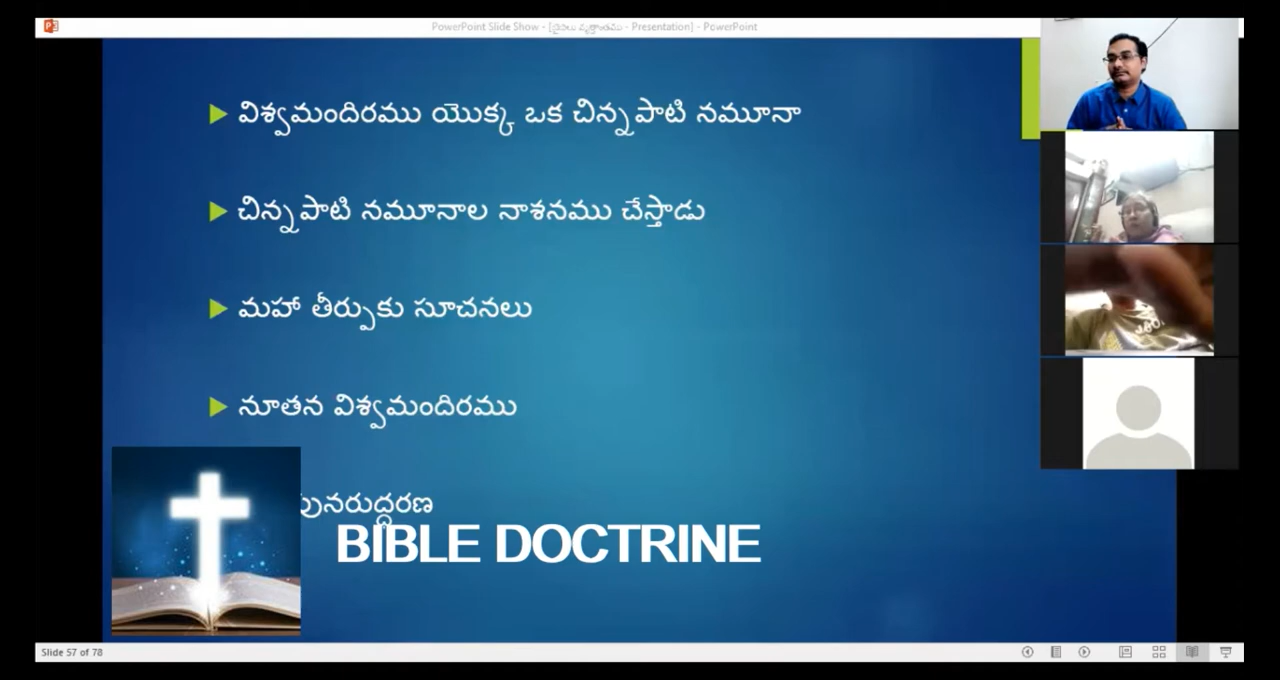 PowerPoint Slide Show - [బైబిలు వృత్తాంతము - Presentation] - PowerPoint
విశ్వమందిరము యొక్క ఒక చిన్నపాటి నమూనా
చిన్నపాటి నమూనాల నాశనము చేస్తాడు
మహా తీర్పుకు సూచనలు
నూతన విశ్వమందిరము
పునరుద్ధరణ
BIBLE DOCTRINE
Slide 57 of 78